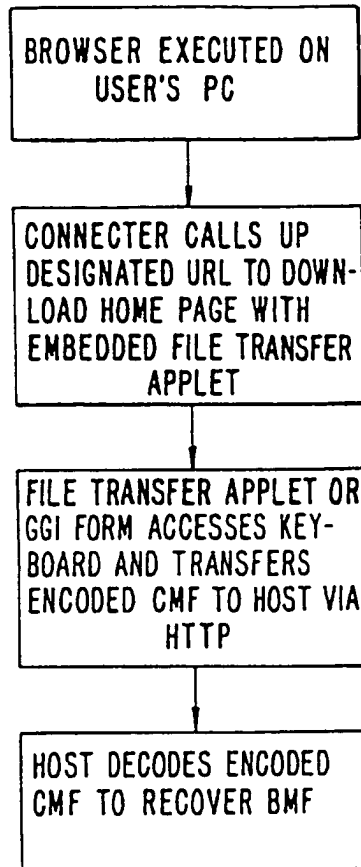 BROWSER EXECUTED ON
USER'S PC
CONNECTER CALLS UP
DESIGNATED URL TO DOWN-
LOAD HOME PAGE WITH
EMBEDDED FILE TRANSFER
APPLET
FILE TRANSFER APPLET OR
GGI FORM ACCESSES KEY-
BOARD AND TRANSFERS
ENCODED CMF TO HOST VIA
HTTP
HOST DECODES ENCODED
CMF TO RECOVER BMF